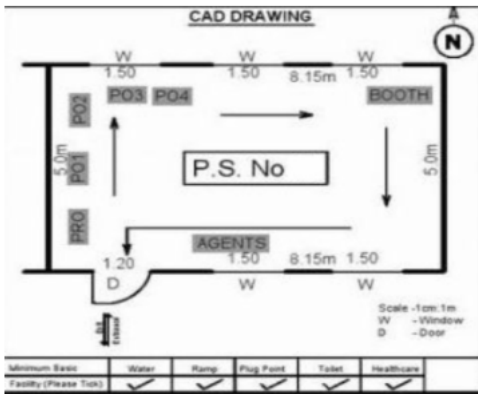 CAD DRAWING
N
W W W
1.50 1.50 8.15m 1.50
PO3 PO4 BOOTH
PO2
PO1
PRO
5.0m
P.S. No
5.0m
AGENTS
1.20 1.50 8.15m 1.50
D W W
Scale -1cm:1m
W -Window
D -Door
Minimum Basic Water Ramp Plug Point Toilet Healthcare
Facility (Please Tick)